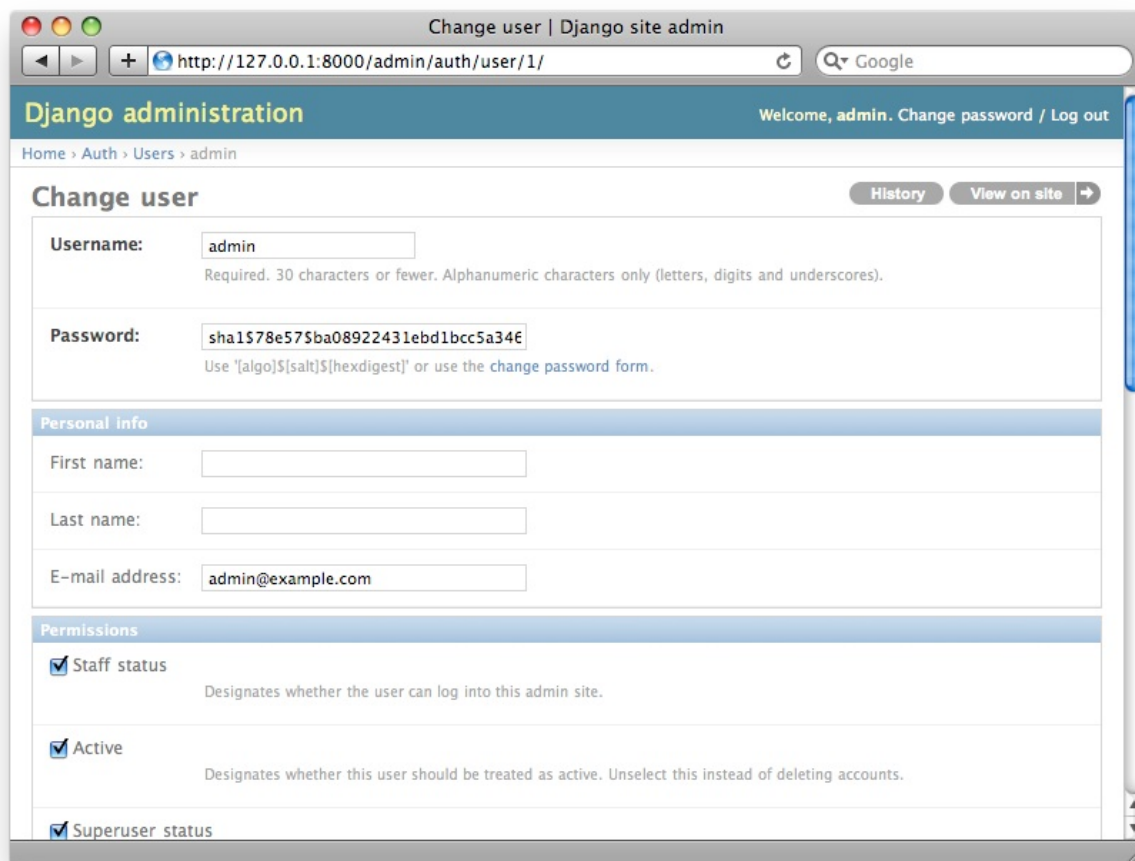 Change user | Django site admin
http://127.0.0.1:8000/admin/auth/user/1/
Google
Django administration
Welcome, admin. Change password / Log out
Home › Auth › Users › admin
Change user
History
View on site
Username:
admin
Required. 30 characters or fewer. Alphanumeric characters only (letters, digits and underscores).
Password:
sha1$78e57$ba08922431ebd1bcc5a346
Use '[algo]$[salt]$[hexdigest]' or use the change password form.
Personal info
First name:
Last name:
E-mail address:
admin@example.com
Permissions
Staff status
Designates whether the user can log into this admin site.
Active
Designates whether this user should be treated as active. Unselect this instead of deleting accounts.
Superuser status